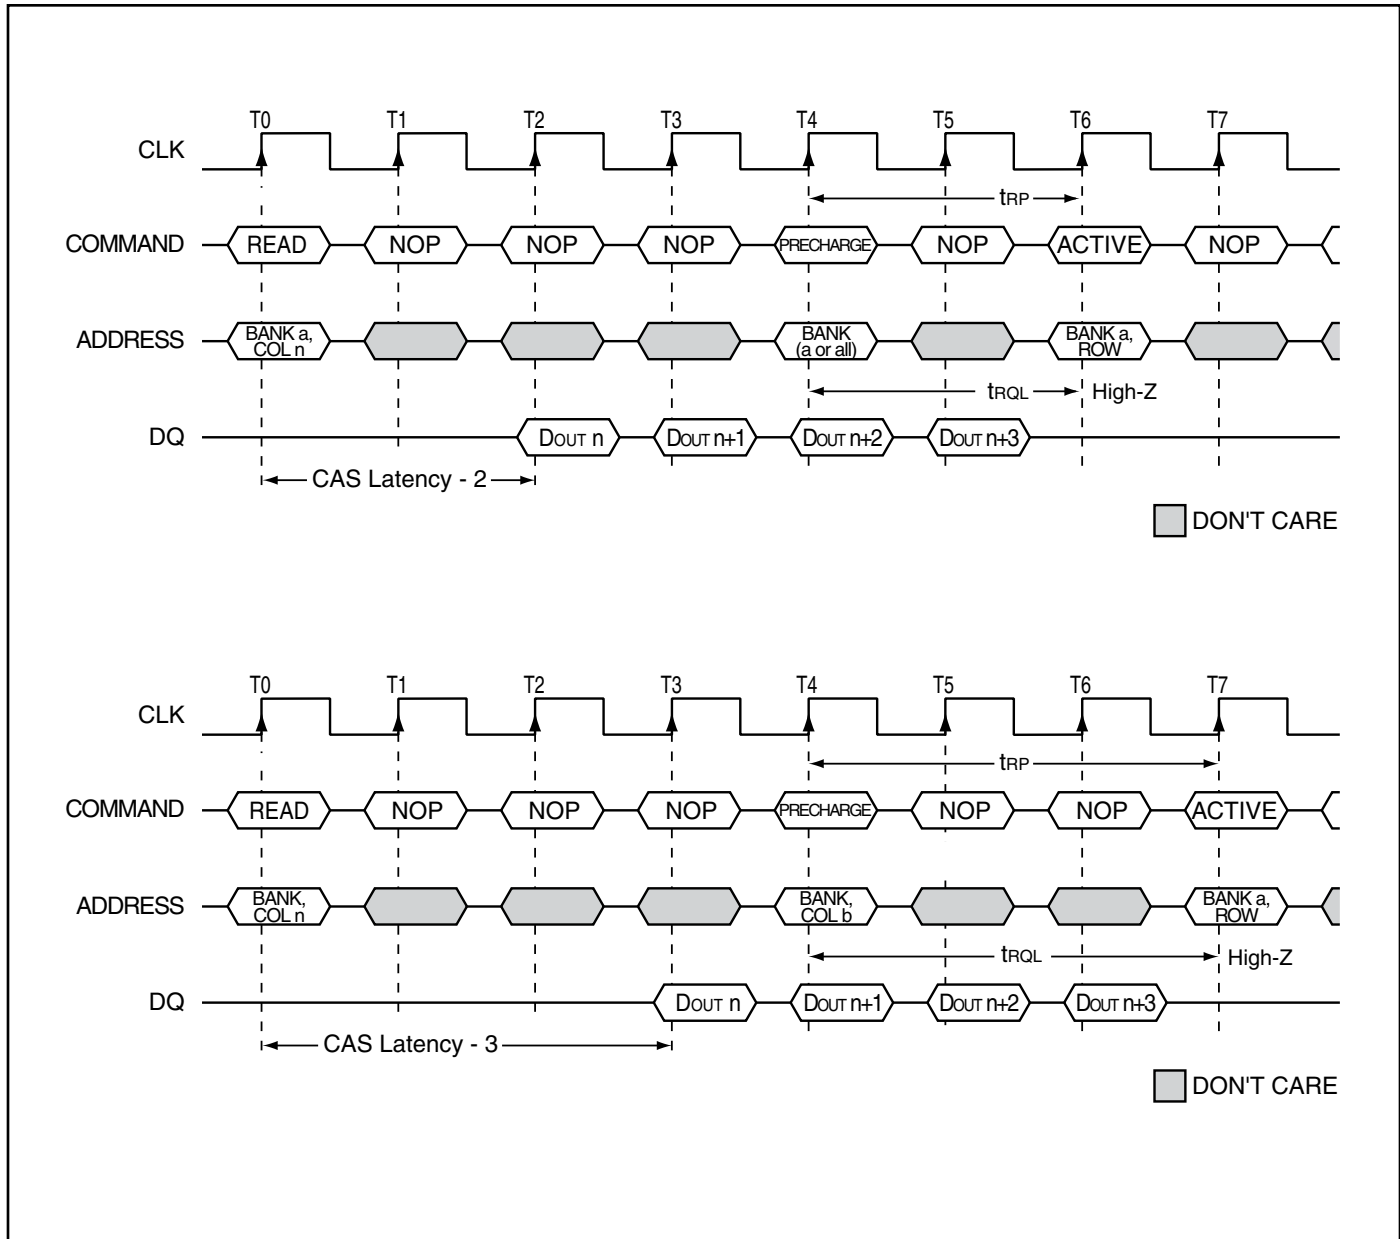 T0 T1 T2 T3 T4 T5 T6 T7
CLK
tRP
COMMAND READ NOP NOP NOP PRECHARGE NOP ACTIVE NOP
ADDRESS BANK a, COL n BANK (a or all) BANK a, ROW
tRQL High-Z
DQ DOUT n DOUT n+1 DOUT n+2 DOUT n+3
CAS Latency - 2
DON'T CARE
T0 T1 T2 T3 T4 T5 T6 T7
CLK
tRP
COMMAND READ NOP NOP NOP PRECHARGE NOP NOP ACTIVE
ADDRESS BANK, COL n BANK, COL b BANK a, ROW
tRQL High-Z
DQ DOUT n DOUT n+1 DOUT n+2 DOUT n+3
CAS Latency - 3
DON'T CARE